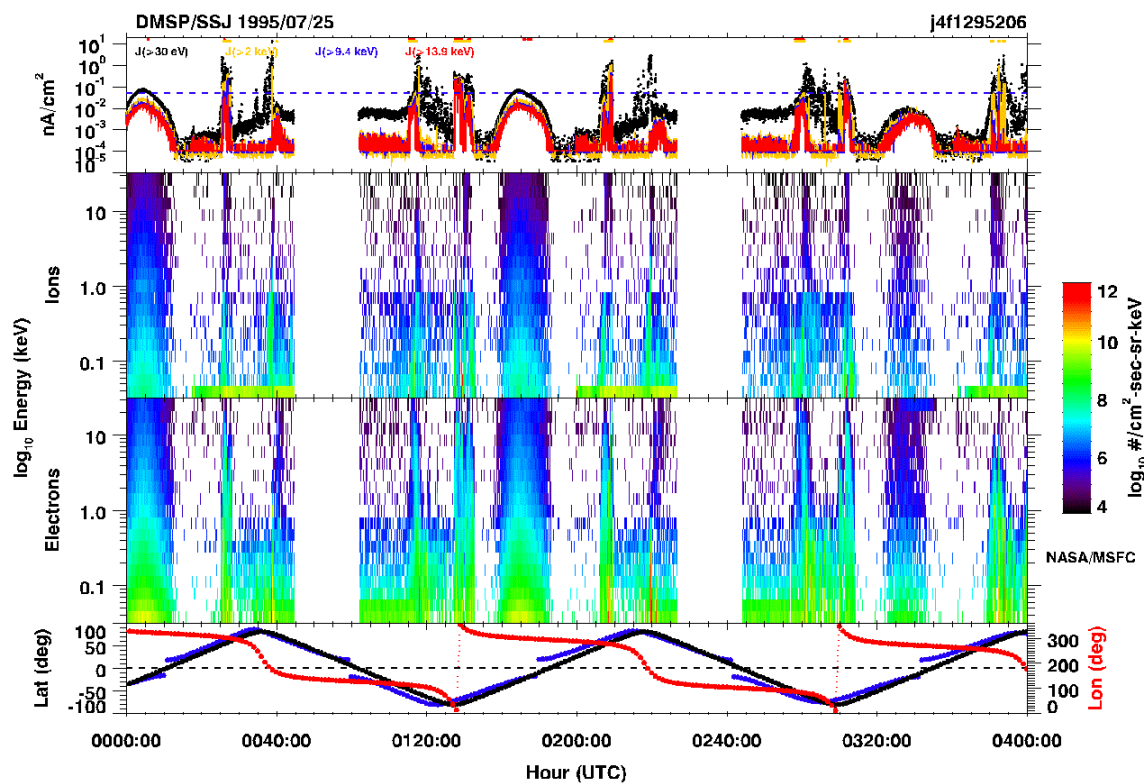 DMSP/SSJ 1995/07/25 j4f1295206
J(>30 eV) J(>2 keV) J(>9.4 keV) J(>13.9 keV)
nA/cm²
10¹
10⁰
10⁻¹
10⁻²
10⁻³
10⁻⁴
10⁻⁵
10
Ions
10
1.0
0.1
log₁₀ Energy (keV)
Electrons
10
1.0
0.1
12
10
8
6
4
log₁₀ #/cm²-sec-sr-keV
NASA/MSFC
Lat (deg)
100
50
0
-50
-100
300
200
100
0
Lon (deg)
0000:00 0040:00 0120:00 0200:00 0240:00 0320:00 0400:00
Hour (UTC)